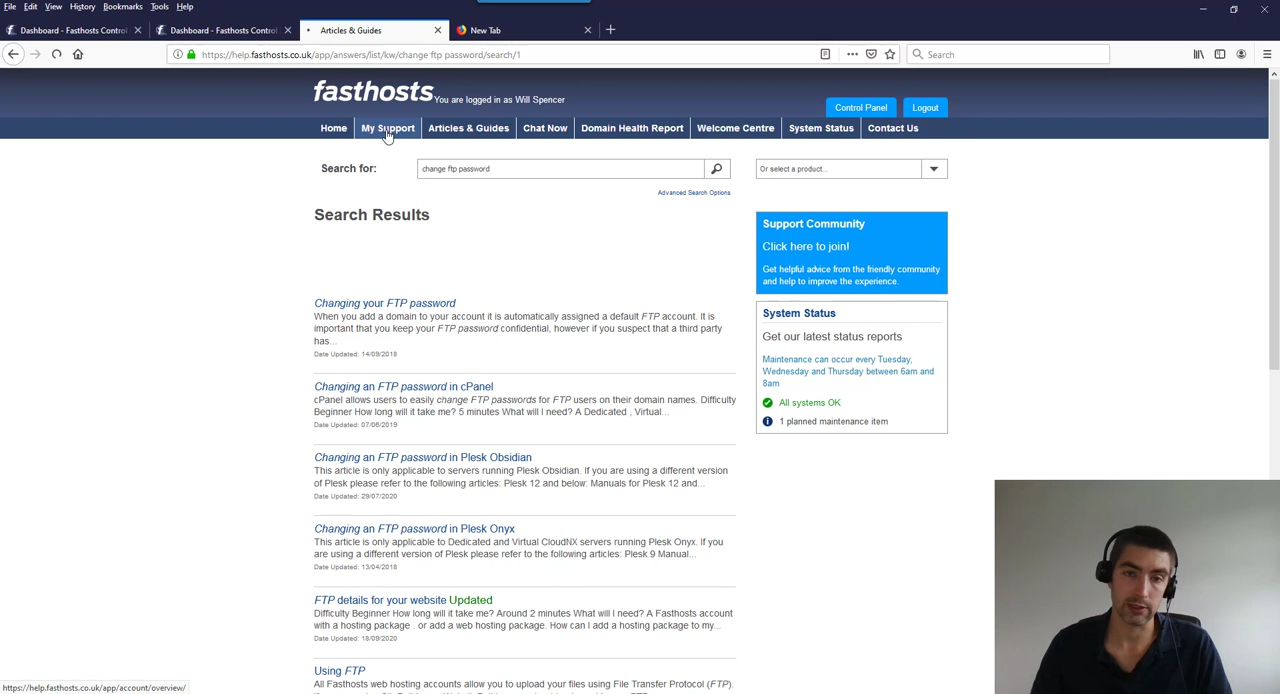 File Edit View History Bookmarks Tools Help
Dashboard - Fasthosts Control
Dashboard - Fasthosts Control
Articles & Guides
New Tab
https://help.fasthosts.co.uk/app/answers/list/kw/change ftp password/search/1
Search
fasthosts
You are logged in as Will Spencer
Control Panel
Logout
Home
My Support
Articles & Guides
Chat Now
Domain Health Report
Welcome Centre
System Status
Contact Us
Search for:
change ftp password
Or select a product...
Advanced Search Options
Search Results
Changing your FTP password
When you add a domain to your account it is automatically assigned a default FTP account. It is
important that you keep your FTP password confidential, however if you suspect that a third party
has...
Date Updated: 14/09/2018
Changing an FTP password in cPanel
cPanel allows users to easily change FTP passwords for FTP users on their domain names. Difficulty
Beginner How long will it take me? 5 minutes What will I need? A Dedicated , Virtual...
Date Updated: 07/06/2019
Changing an FTP password in Plesk Obsidian
This article is only applicable to servers running Plesk Obsidian. If you are using a different version
of Plesk please refer to the following articles: Plesk 12 and below: Manuals for Plesk 12 and...
Date Updated: 29/07/2020
Changing an FTP password in Plesk Onyx
This article is only applicable to Dedicated and Virtual CloudNX servers running Plesk Onyx. If you
are using a different version of Plesk please refer to the following articles: Plesk 9 Manual...
Date Updated: 13/04/2018
FTP details for your website Updated
Difficulty Beginner How long will it take me? Around 2 minutes What will I need? A Fasthosts account
with a hosting package . or add a web hosting package. How can I add a hosting package to my...
Date Updated: 18/09/2020
Using FTP
All Fasthosts web hosting accounts allow you to upload your files using File Transfer Protocol (FTP).
Support Community
Click here to join!
Get helpful advice from the friendly community
and help to improve the experience.
System Status
Get our latest status reports
Maintenance can occur every Tuesday,
Wednesday and Thursday between 6am and
8am
All systems OK
1 planned maintenance item
https://help.fasthosts.co.uk/app/account/overview/